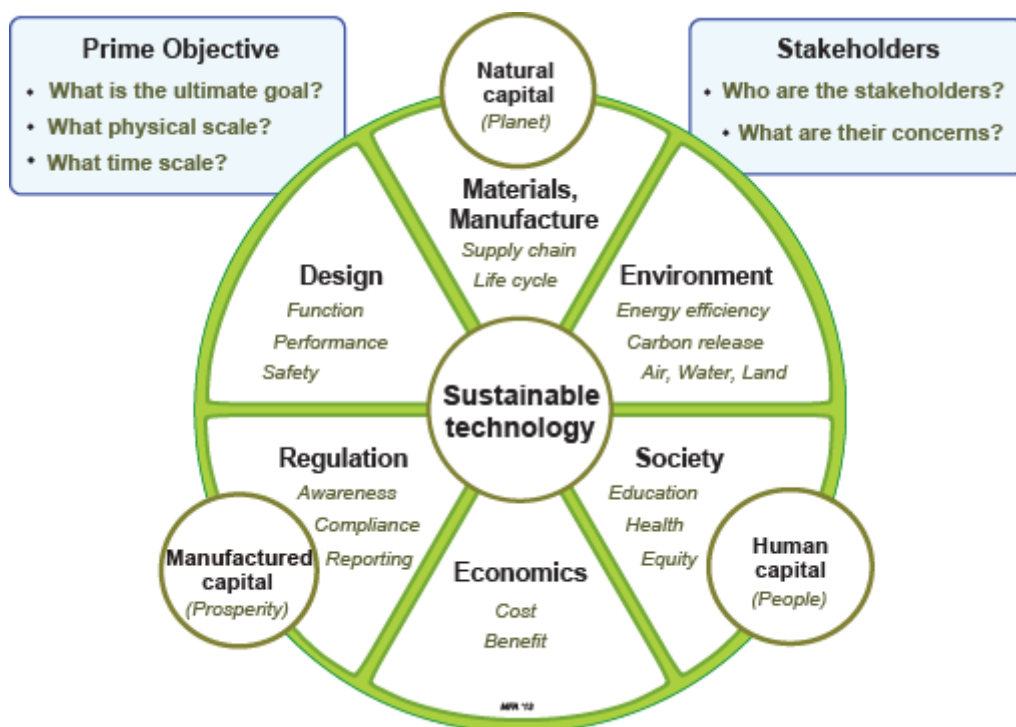 Prime Objective
• What is the ultimate goal?
• What physical scale?
• What time scale?
Stakeholders
• Who are the stakeholders?
• What are their concerns?
Natural
capital
(Planet)
Materials,
Manufacture
Supply chain
Life cycle
Design
Function
Performance
Safety
Environment
Energy efficiency
Carbon release
Air, Water, Land
Sustainable
technology
Regulation
Awareness
Compliance
Reporting
Society
Education
Health
Equity
Manufactured
capital
(Prosperity)
Economics
Cost
Benefit
Human
capital
(People)
MFA '13